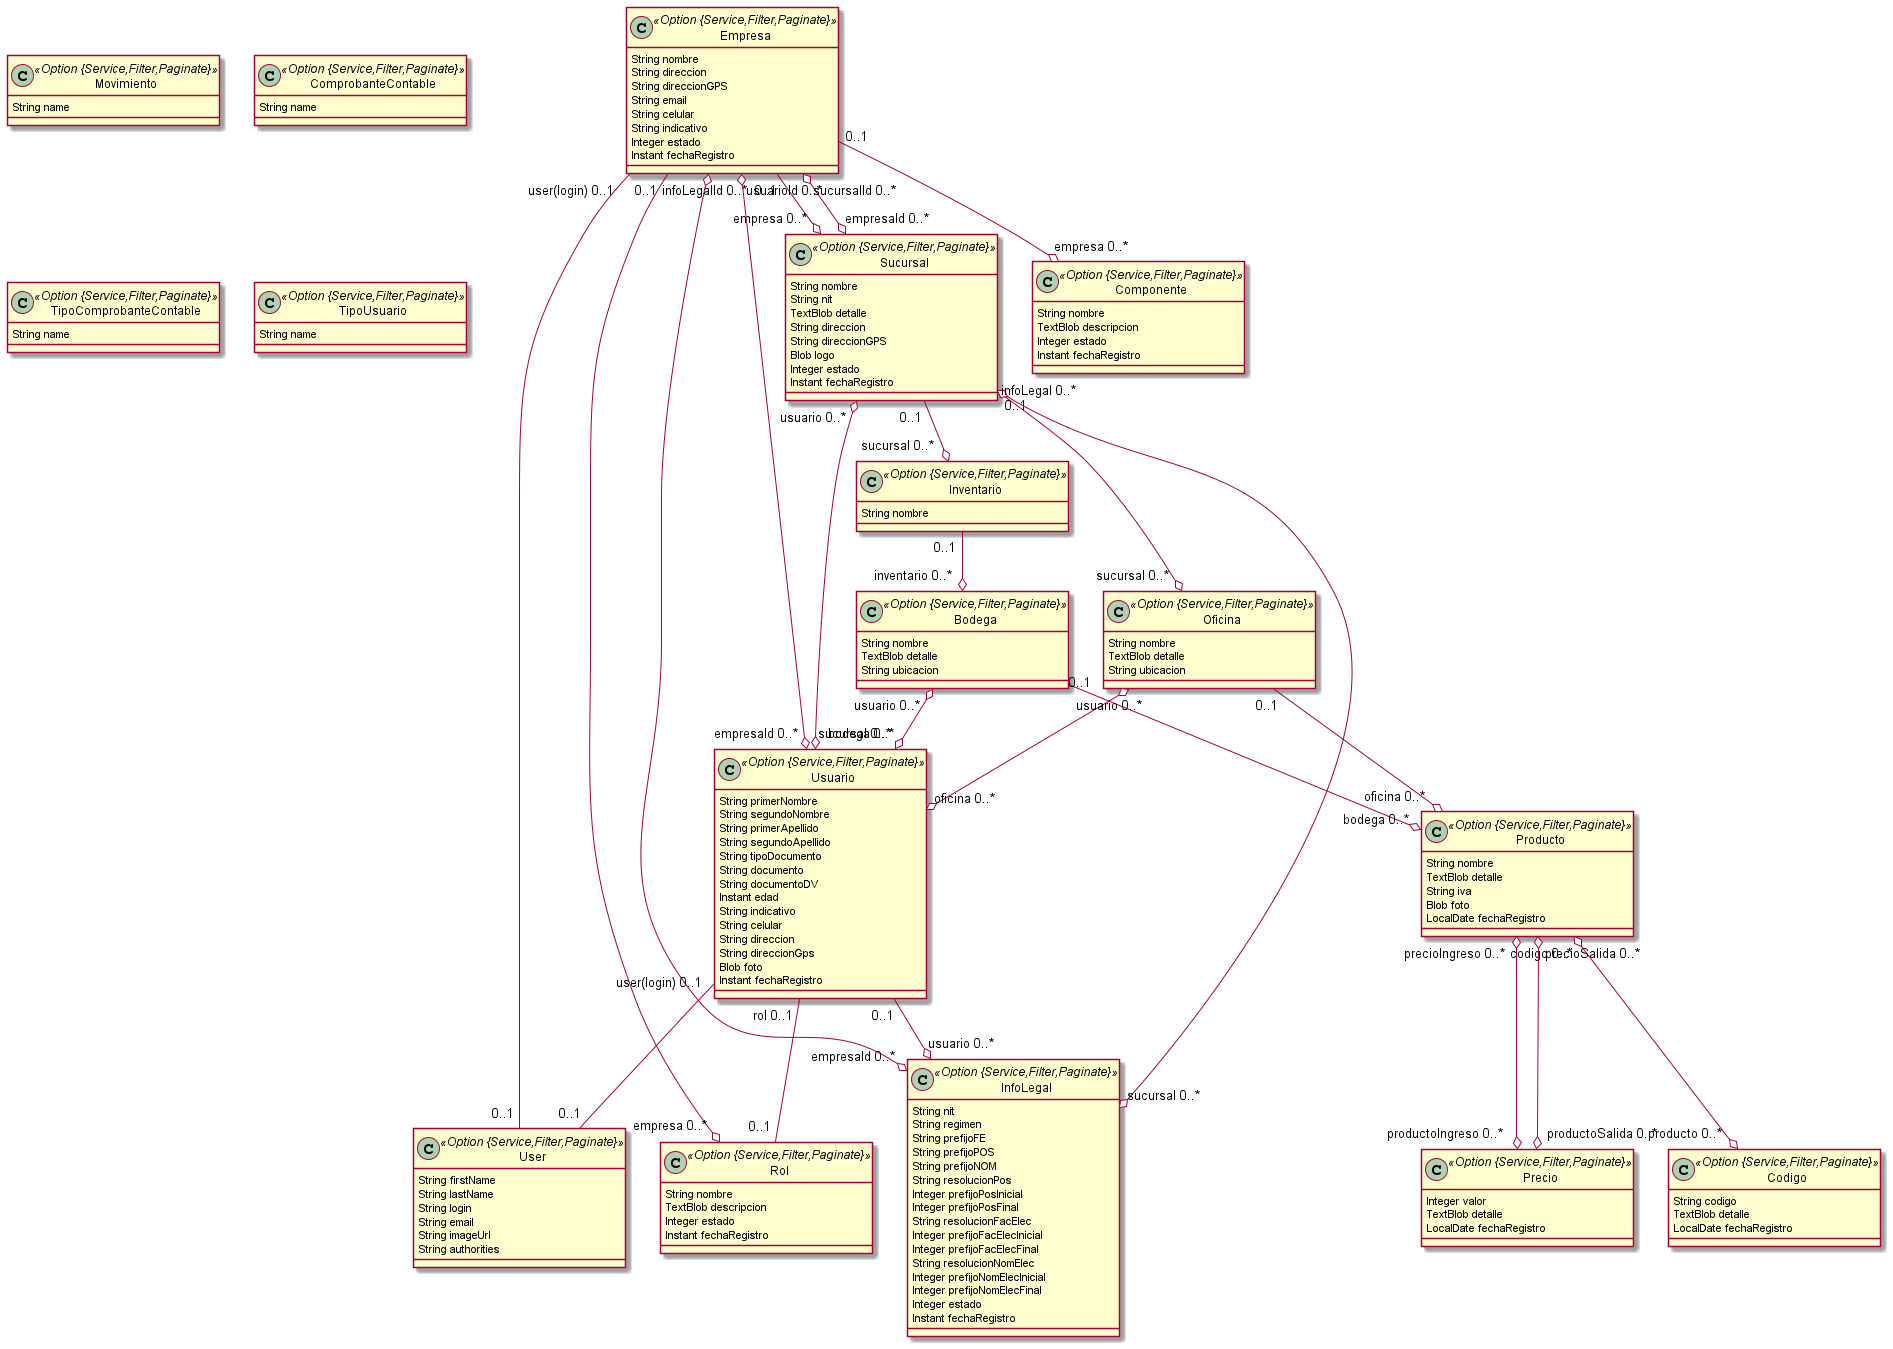 «Option {Service,Filter,Paginate}»
Empresa
String nombre
String direccion
String direccionGPS
String email
String celular
String indicativo
Integer estado
Instant fechaRegistro
«Option {Service,Filter,Paginate}»
Movimiento
String name
«Option {Service,Filter,Paginate}»
ComprobanteContable
String name
0..1
user(login) 0..1
0..1
infoLegalId 0..*
usuarioId 0..*
0..1
sucursalId 0..*
empresa 0..*
empresaId 0..*
empresa 0..*
«Option {Service,Filter,Paginate}»
TipoComprobanteContable
String name
«Option {Service,Filter,Paginate}»
TipoUsuario
String name
«Option {Service,Filter,Paginate}»
Sucursal
String nombre
String nit
TextBlob detalle
String direccion
String direccionGPS
Blob logo
Integer estado
Instant fechaRegistro
«Option {Service,Filter,Paginate}»
Componente
String nombre
TextBlob descripcion
Integer estado
Instant fechaRegistro
infoLegal 0..*
0..1
usuario 0..*
0..1
sucursal 0..*
«Option {Service,Filter,Paginate}»
Inventario
String nombre
0..1
inventario 0..*
sucursal 0..*
«Option {Service,Filter,Paginate}»
Bodega
String nombre
TextBlob detalle
String ubicacion
«Option {Service,Filter,Paginate}»
Oficina
String nombre
TextBlob detalle
String ubicacion
0..1
usuario 0..*
usuario 0..*
0..1
empresaId 0..*
sucursal 0..*
bodega 0..*
«Option {Service,Filter,Paginate}»
Usuario
String primerNombre
String segundoNombre
String primerApellido
String segundoApellido
String tipoDocumento
String documento
String documentoDV
Instant edad
String indicativo
String celular
String direccion
String direccionGps
Blob foto
Instant fechaRegistro
oficina 0..*
oficina 0..*
bodega 0..*
«Option {Service,Filter,Paginate}»
Producto
String nombre
TextBlob detalle
String iva
Blob foto
LocalDate fechaRegistro
precioIngreso 0..*
codigo 0..*
precioSalida 0..*
user(login) 0..1
rol 0..1
0..1
usuario 0..*
empresaId 0..*
sucursal 0..*
0..1
0..1
empresa 0..*
0..1
productoIngreso 0..*
productoSalida 0..*
producto 0..*
«Option {Service,Filter,Paginate}»
User
String firstName
String lastName
String login
String email
String imageUrl
String authorities
«Option {Service,Filter,Paginate}»
Rol
String nombre
TextBlob descripcion
Integer estado
Instant fechaRegistro
«Option {Service,Filter,Paginate}»
InfoLegal
String nit
String regimen
String prefijoFE
String prefijoPOS
String prefijoNOM
String resolucionPos
Integer prefijoPosInicial
Integer prefijoPosFinal
String resolucionFacElec
Integer prefijoFacElecInicial
Integer prefijoFacElecFinal
String resolucionNomElec
Integer prefijoNomElecInicial
Integer prefijoNomElecFinal
Integer estado
Instant fechaRegistro
«Option {Service,Filter,Paginate}»
Precio
Integer valor
TextBlob detalle
LocalDate fechaRegistro
«Option {Service,Filter,Paginate}»
Codigo
String codigo
TextBlob detalle
LocalDate fechaRegistro